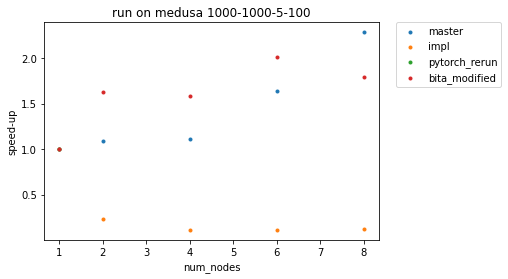 run on medusa 1000-1000-5-100
master
impl
pytorch_rerun
bita_modified
speed-up
2.0
1.5
1.0
0.5
1 2 3 4 5 6 7 8
num_nodes